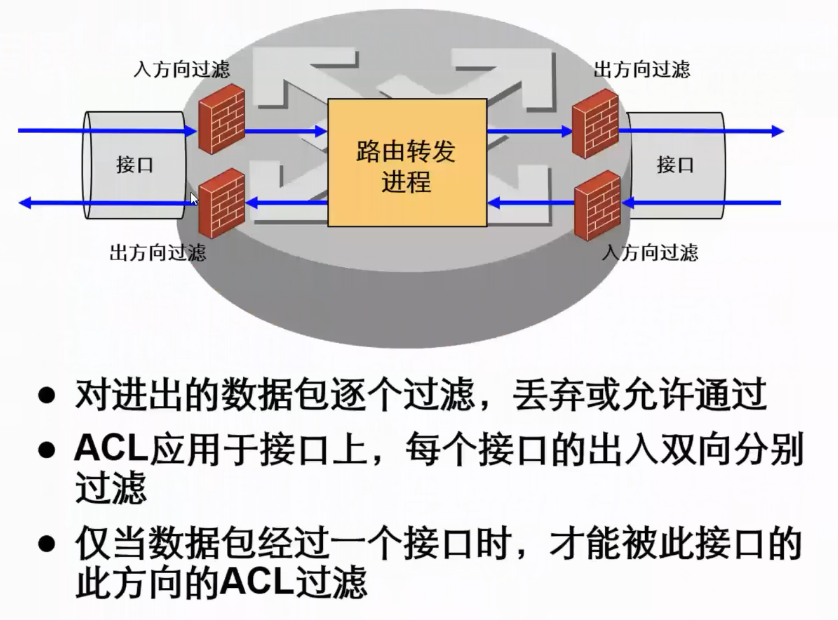 入方向过滤
出方向过滤
接口
路由转发
进程
接口
出方向过滤
入方向过滤
● 对进出的数据包逐个过滤，丢弃或允许通过
● ACL应用于接口上，每个接口的出入双向分别
过滤
● 仅当数据包经过一个接口时，才能被此接口的
此方向的ACL过滤